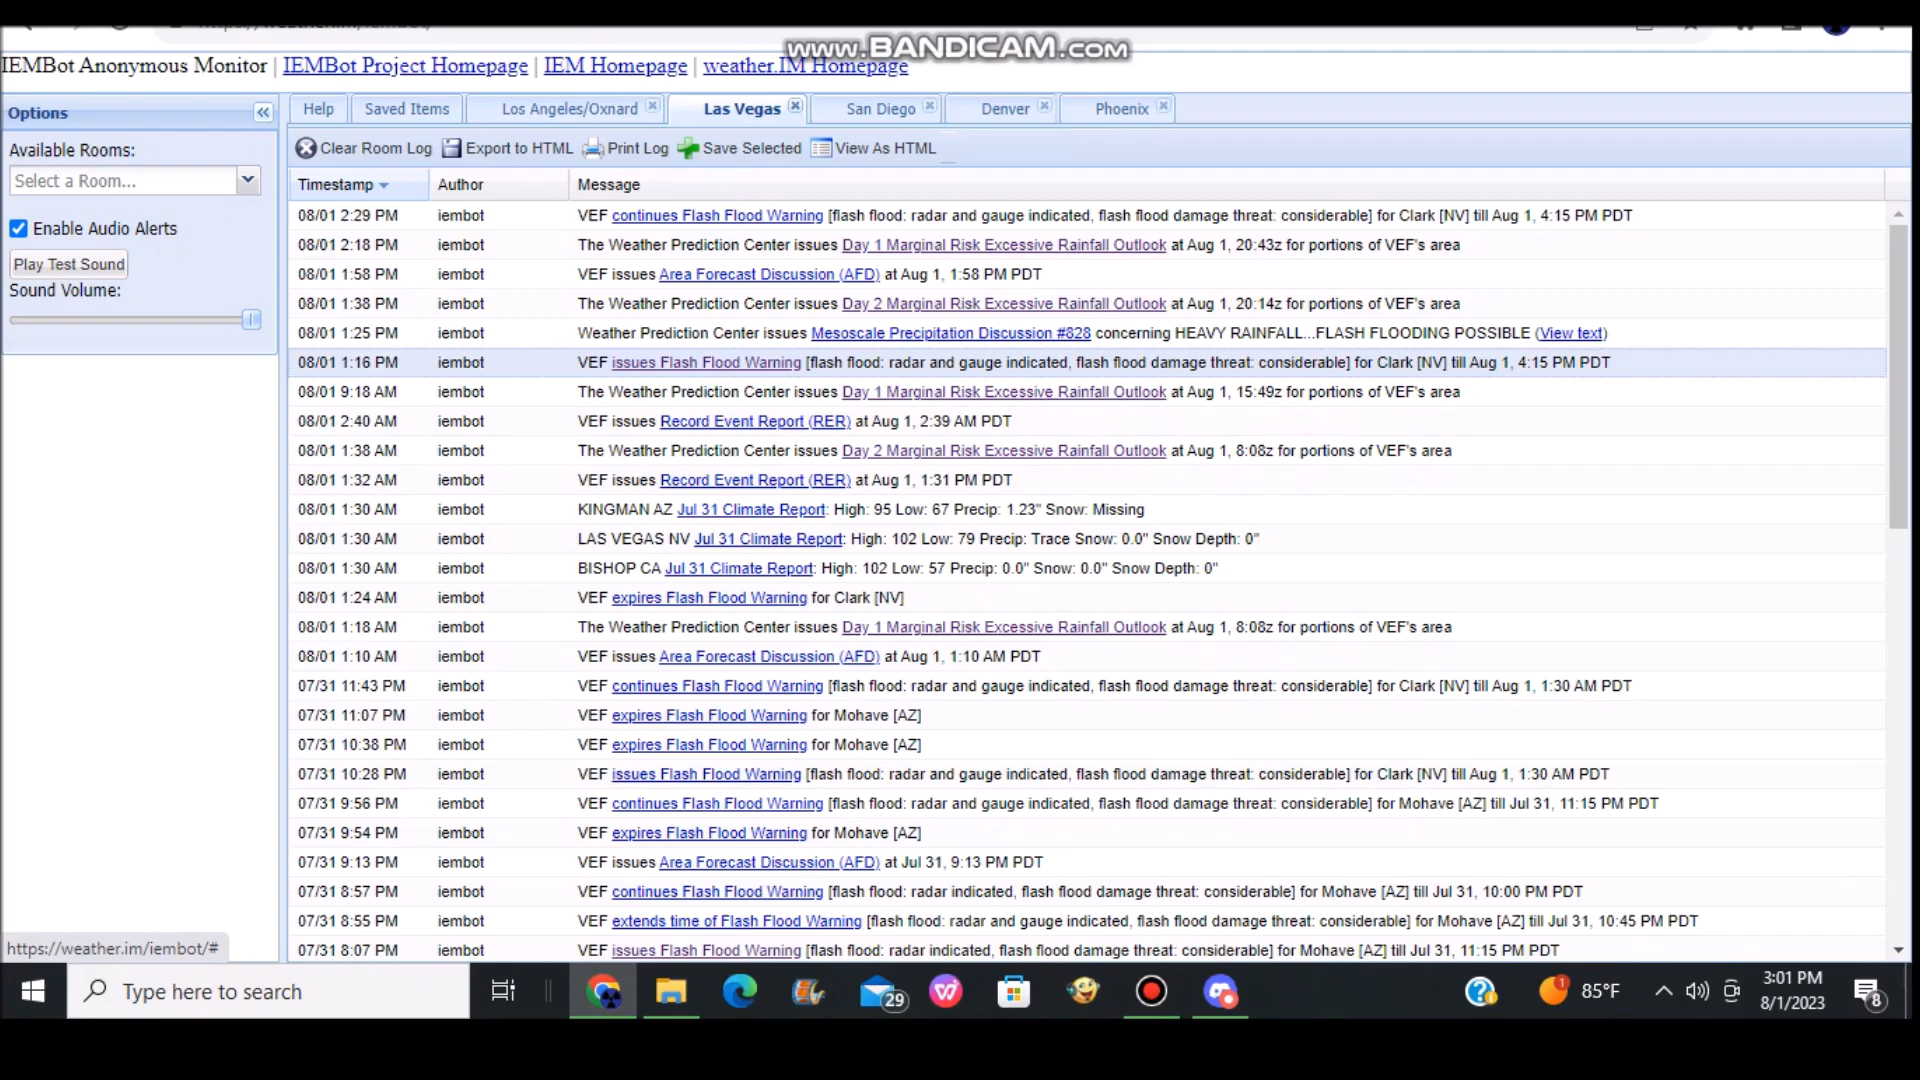 www.BANDICAM.com
IEMBot Anonymous Monitor | IEMBot Project Homepage | IEM Homepage | weather.IM Homepage
Options
Help Saved Items Los Angeles/Oxnard Las Vegas San Diego Denver Phoenix
Available Rooms:
Select a Room...
Enable Audio Alerts
Play Test Sound
Sound Volume:
Clear Room Log Export to HTML Print Log Save Selected View As HTML
Timestamp Author Message
08/01 2:29 PM iembot VEF continues Flash Flood Warning [flash flood: radar and gauge indicated, flash flood damage threat: considerable] for Clark [NV] till Aug 1, 4:15 PM PDT
08/01 2:18 PM iembot The Weather Prediction Center issues Day 1 Marginal Risk Excessive Rainfall Outlook at Aug 1, 20:43z for portions of VEF's area
08/01 1:58 PM iembot VEF issues Area Forecast Discussion (AFD) at Aug 1, 1:58 PM PDT
08/01 1:38 PM iembot The Weather Prediction Center issues Day 2 Marginal Risk Excessive Rainfall Outlook at Aug 1, 20:14z for portions of VEF's area
08/01 1:25 PM iembot Weather Prediction Center issues Mesoscale Precipitation Discussion #828 concerning HEAVY RAINFALL...FLASH FLOODING POSSIBLE (View text)
08/01 1:16 PM iembot VEF issues Flash Flood Warning [flash flood: radar and gauge indicated, flash flood damage threat: considerable] for Clark [NV] till Aug 1, 4:15 PM PDT
08/01 9:18 AM iembot The Weather Prediction Center issues Day 1 Marginal Risk Excessive Rainfall Outlook at Aug 1, 15:49z for portions of VEF's area
08/01 2:40 AM iembot VEF issues Record Event Report (RER) at Aug 1, 2:39 AM PDT
08/01 1:38 AM iembot The Weather Prediction Center issues Day 2 Marginal Risk Excessive Rainfall Outlook at Aug 1, 8:08z for portions of VEF's area
08/01 1:32 AM iembot VEF issues Record Event Report (RER) at Aug 1, 1:31 PM PDT
08/01 1:30 AM iembot KINGMAN AZ Jul 31 Climate Report: High: 95 Low: 67 Precip: 1.23" Snow: Missing
08/01 1:30 AM iembot LAS VEGAS NV Jul 31 Climate Report: High: 102 Low: 79 Precip: Trace Snow: 0.0" Snow Depth: 0"
08/01 1:30 AM iembot BISHOP CA Jul 31 Climate Report: High: 102 Low: 57 Precip: 0.0" Snow: 0.0" Snow Depth: 0"
08/01 1:24 AM iembot VEF expires Flash Flood Warning for Clark [NV]
08/01 1:18 AM iembot The Weather Prediction Center issues Day 1 Marginal Risk Excessive Rainfall Outlook at Aug 1, 8:08z for portions of VEF's area
08/01 1:10 AM iembot VEF issues Area Forecast Discussion (AFD) at Aug 1, 1:10 AM PDT
07/31 11:43 PM iembot VEF continues Flash Flood Warning [flash flood: radar and gauge indicated, flash flood damage threat: considerable] for Clark [NV] till Aug 1, 1:30 AM PDT
07/31 11:07 PM iembot VEF expires Flash Flood Warning for Mohave [AZ]
07/31 10:38 PM iembot VEF expires Flash Flood Warning for Mohave [AZ]
07/31 10:28 PM iembot VEF issues Flash Flood Warning [flash flood: radar and gauge indicated, flash flood damage threat: considerable] for Clark [NV] till Aug 1, 1:30 AM PDT
07/31 9:56 PM iembot VEF continues Flash Flood Warning [flash flood: radar and gauge indicated, flash flood damage threat: considerable] for Mohave [AZ] till Jul 31, 11:15 PM PDT
07/31 9:54 PM iembot VEF expires Flash Flood Warning for Mohave [AZ]
07/31 9:13 PM iembot VEF issues Area Forecast Discussion (AFD) at Jul 31, 9:13 PM PDT
07/31 8:57 PM iembot VEF continues Flash Flood Warning [flash flood: radar indicated, flash flood damage threat: considerable] for Mohave [AZ] till Jul 31, 10:00 PM PDT
07/31 8:55 PM iembot VEF extends time of Flash Flood Warning [flash flood: radar and gauge indicated, flash flood damage threat: considerable] for Mohave [AZ] till Jul 31, 10:45 PM PDT
07/31 8:07 PM iembot VEF issues Flash Flood Warning [flash flood: radar indicated, flash flood damage threat: considerable] for Mohave [AZ] till Jul 31, 11:15 PM PDT
https://weather.im/iembot/#
Type here to search
29
1
85°F
3:01 PM
8/1/2023
8